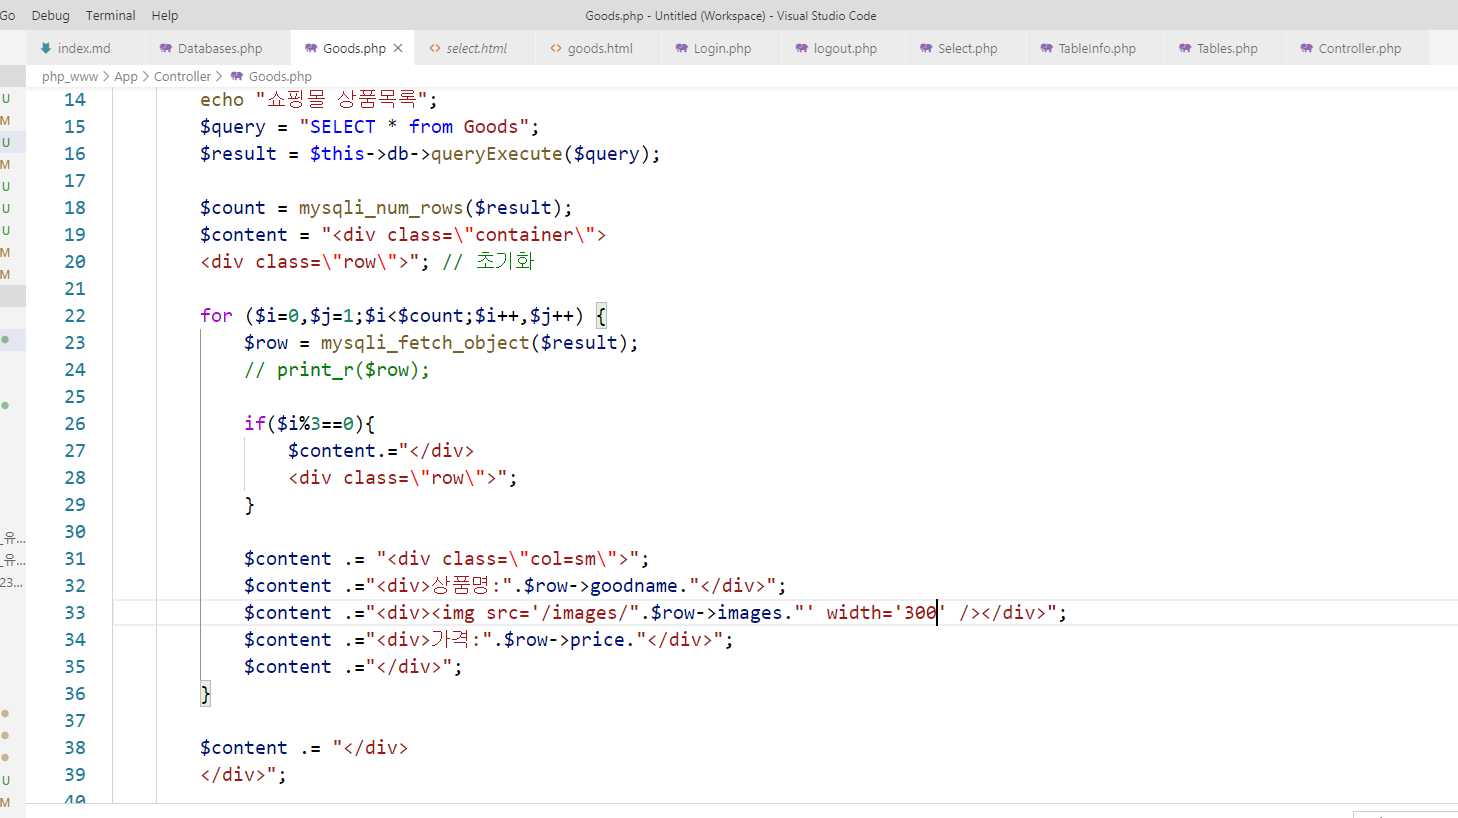 Go Debug Terminal Help Goods.php - Untitled (Workspace) - Visual Studio Code
index.md Databases.php Goods.php select.html goods.html Login.php logout.php Select.php TableInfo.php Tables.php Controller.php
php_www > App > Controller > Goods.php
U
M
U
M
U
U
U
M
M
_유...
_유...
23...
U
M
14 echo "쇼핑몰 상품목록";
15 $query = "SELECT * from Goods";
16 $result = $this->db->queryExecute($query);
17
18 $count = mysqli_num_rows($result);
19 $content = "<div class=\"container\">
20 <div class=\"row\">"; // 초기화
21
22 for ($i=0,$j=1;$i<$count;$i++,$j++) {
23 $row = mysqli_fetch_object($result);
24 // print_r($row);
25
26 if($i%3==0){
27 $content.="</div>
28 <div class=\"row\">";
29 }
30
31 $content .= "<div class=\"col=sm\">";
32 $content .="<div>상품명:".$row->goodname."</div>";
33 $content .="<div><img src='/images/".$row->images."' width='300' /></div>";
34 $content .="<div>가격:".$row->price."</div>";
35 $content .="</div>";
36 }
37
38 $content .= "</div>
39 </div>";
40